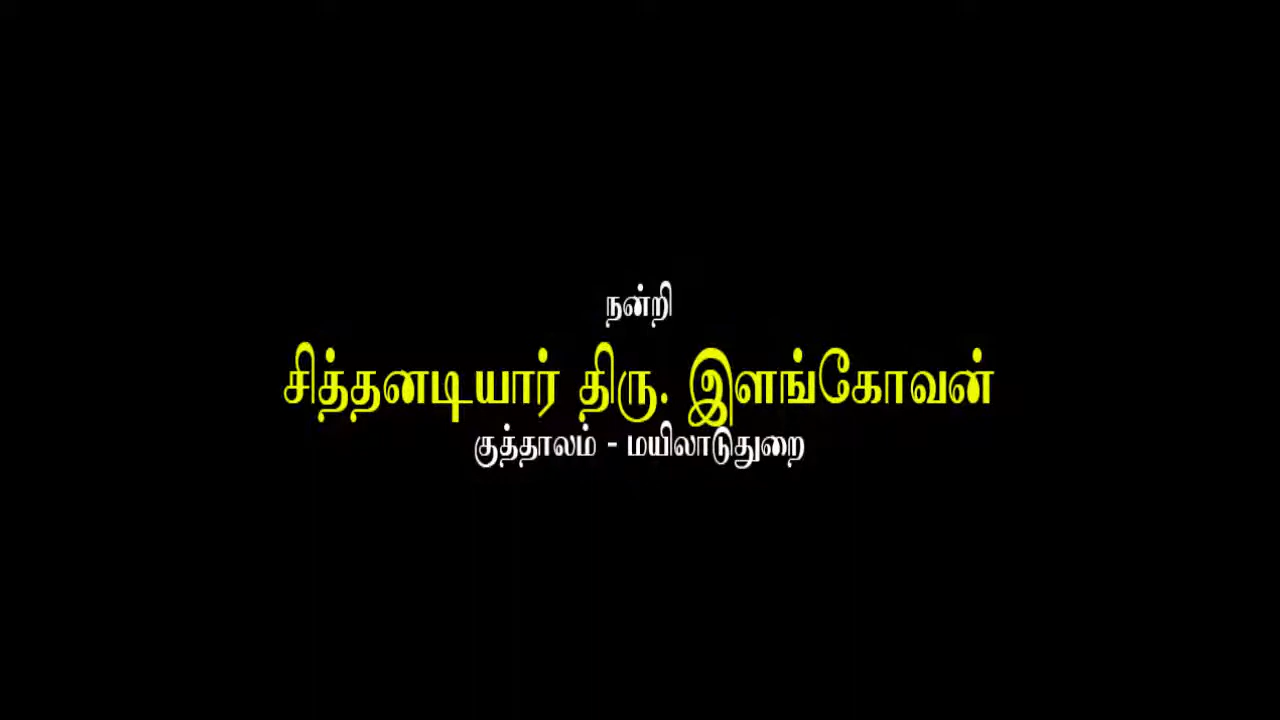 நன்றி
சித்தனடியார் திரு. இளங்கோவன்
குத்தாலம் - மயிலாடுதுறை